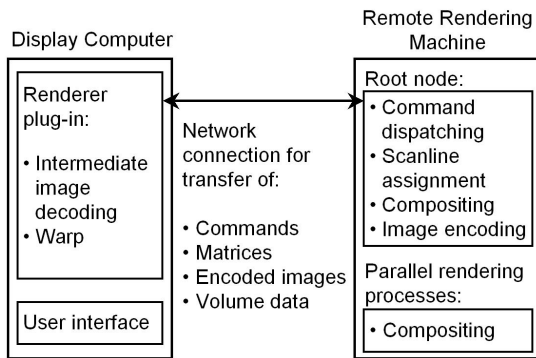 Display Computer
Renderer
plug-in:
• Intermediate
image
decoding
• Warp
User interface
Network
connection for
transfer of:
• Commands
• Matrices
• Encoded images
• Volume data
Remote Rendering
Machine
Root node:
• Command
dispatching
• Scanline
assignment
• Compositing
• Image encoding
Parallel rendering
processes:
• Compositing